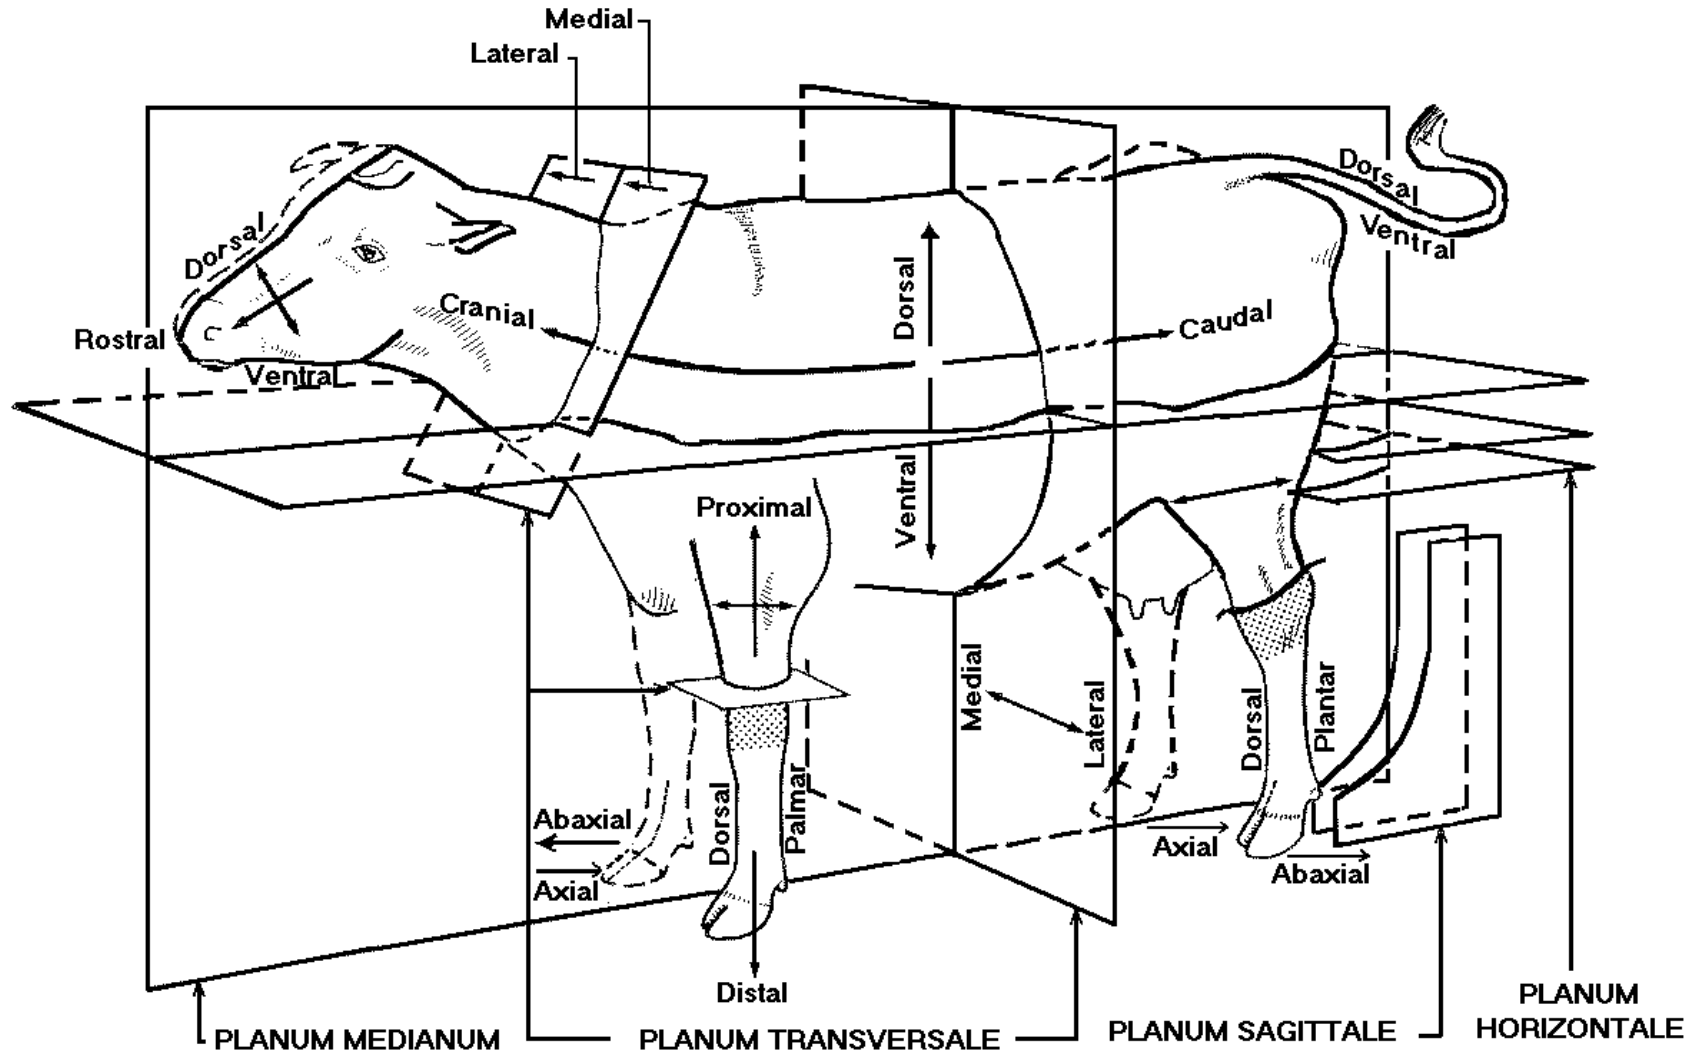 Medial
Lateral
Dorsal
Rostral
Ventral
Cranial
Dorsal
Caudal
Dorsal
Ventral
Ventral
Proximal
Medial
Lateral
Dorsal
Plantar
Dorsal
Palmar
Abaxial
Axial
Axial
Abaxial
Distal
PLANUM MEDIANUM
PLANUM TRANSVERSALE
PLANUM SAGITTALE
PLANUM
HORIZONTALE